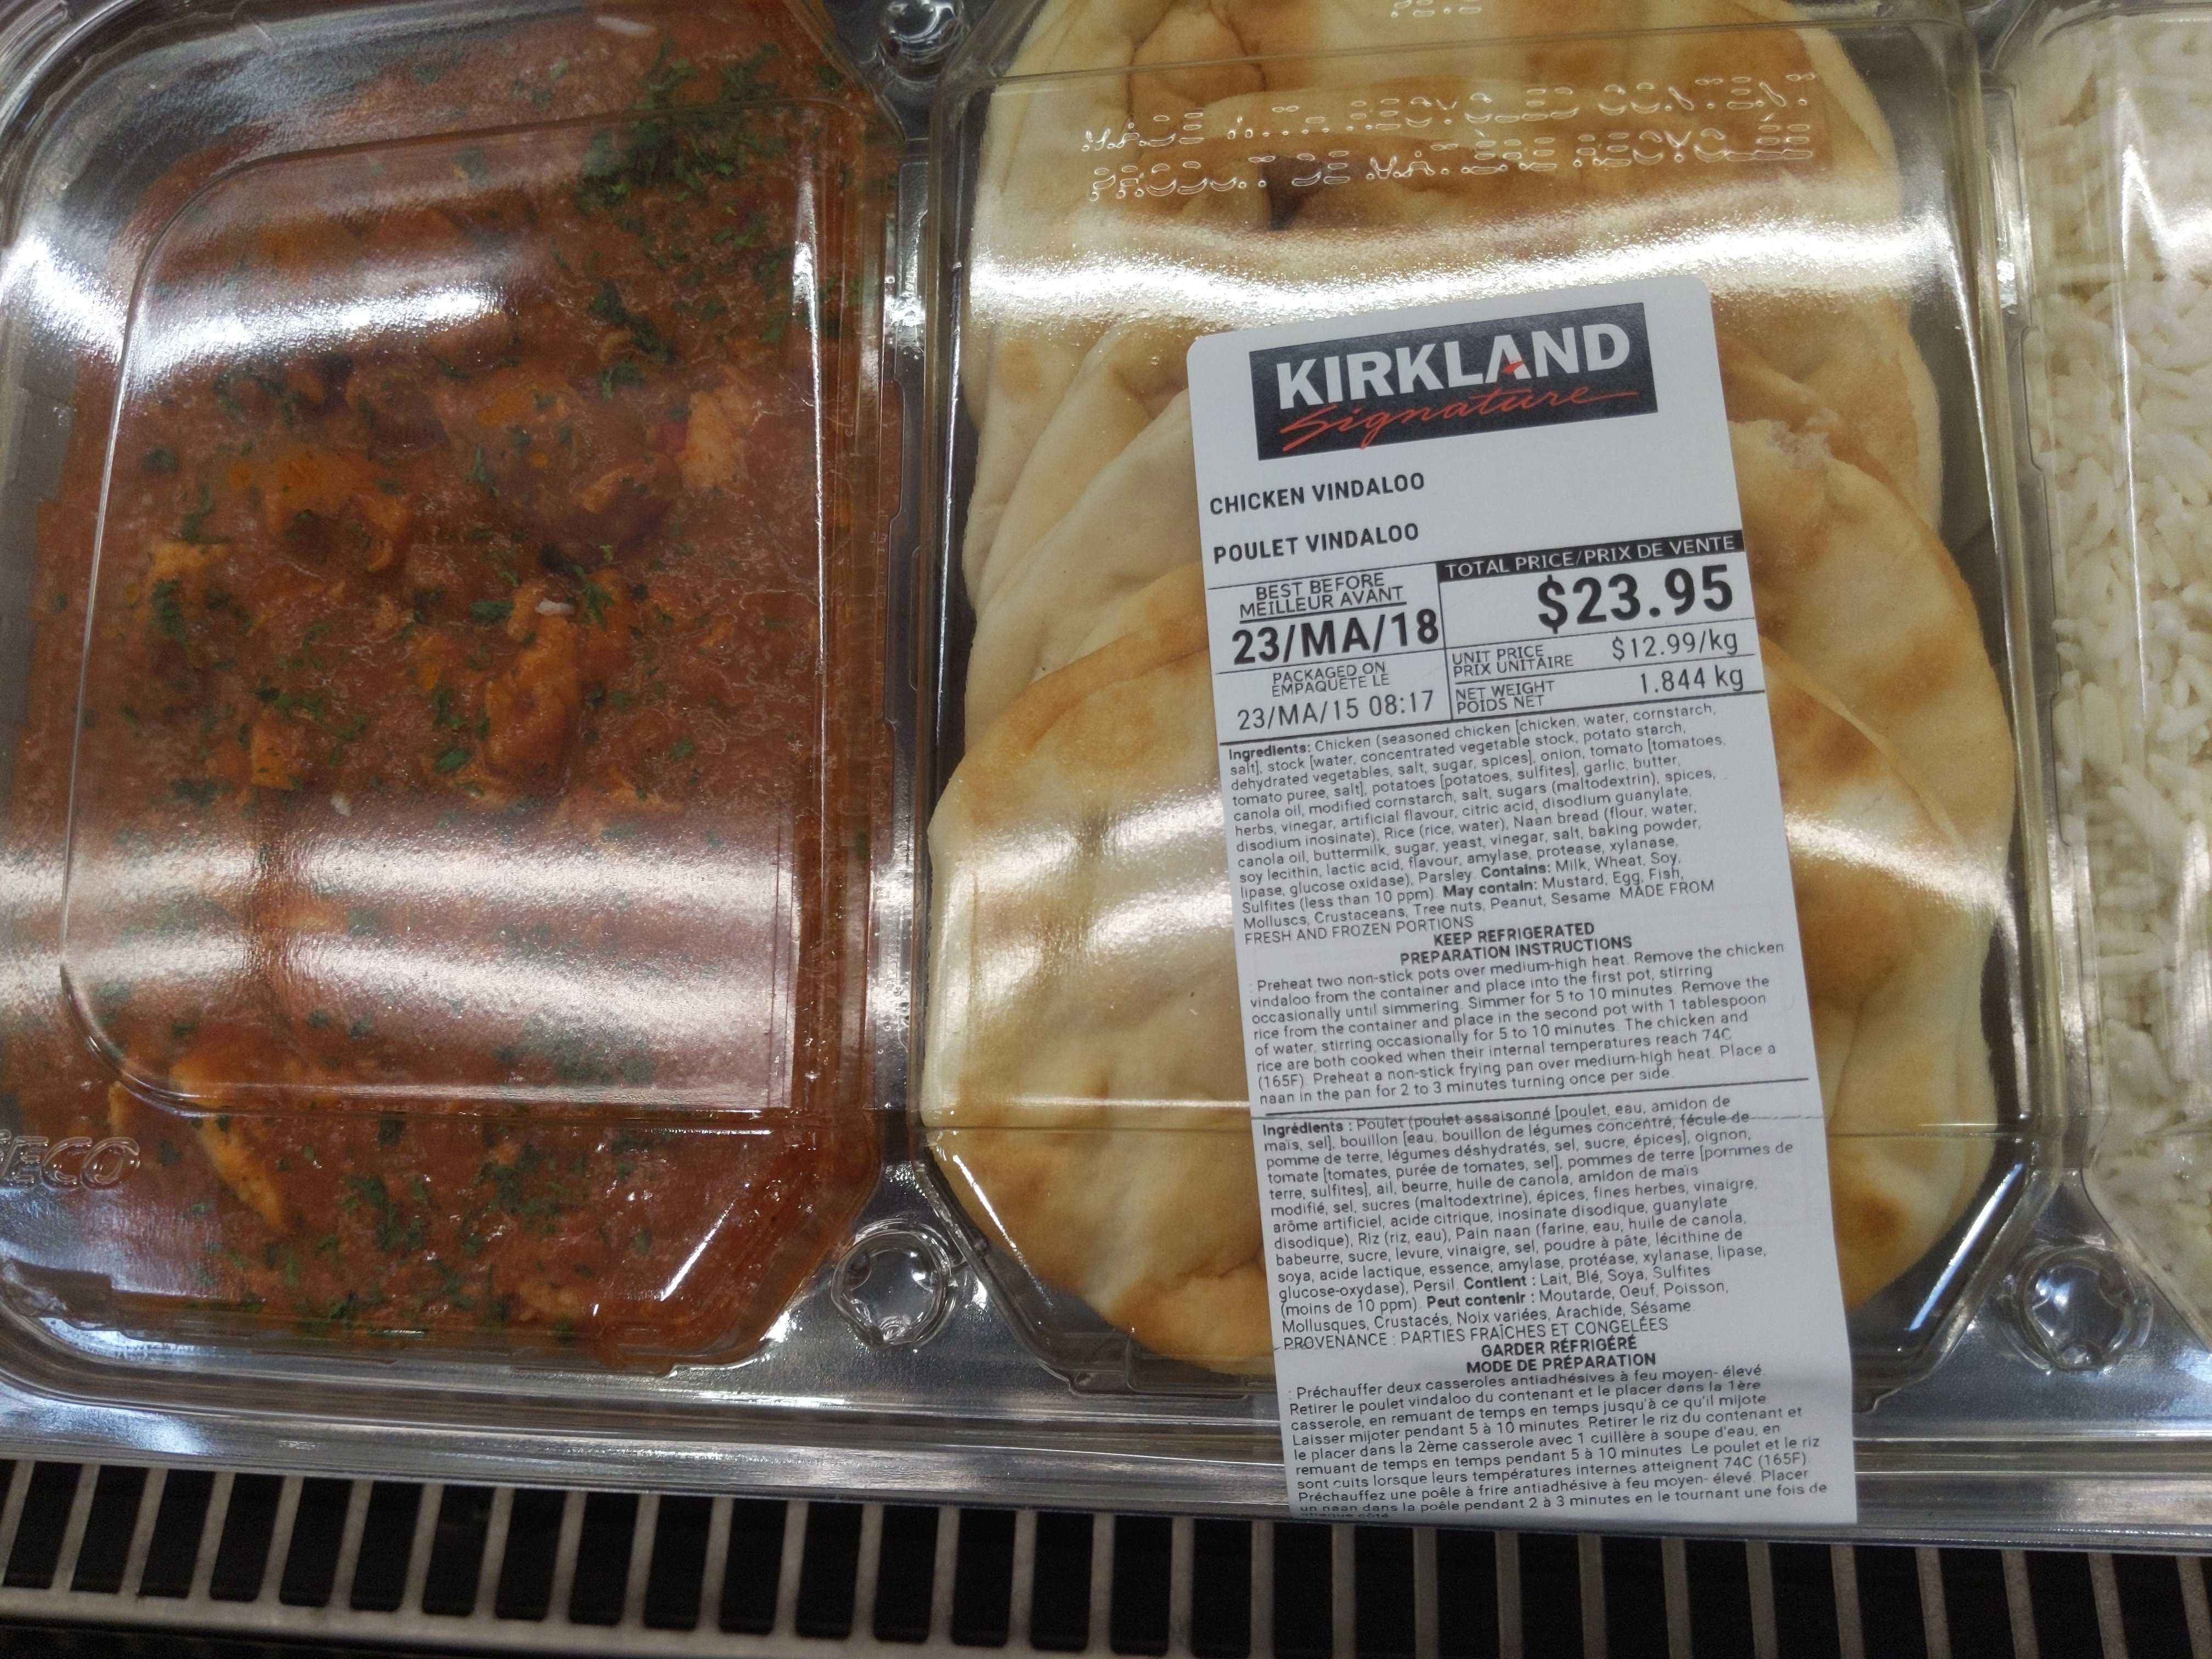 MADE WITH RECYCLED CONTENT
PRODUIT DE MATIÈRE RECYCLÉE
KIRKLAND
Signature
CHICKEN VINDALOO
POULET VINDALOO
BEST BEFORE
MEILLEUR AVANT
23/MA/18
PACKAGED ON
EMPAQUETÉ LE
23/MA/15 08:17
TOTAL PRICE/PRIX DE VENTE
$23.95
UNIT PRICE
PRIX UNITAIRE
$12.99/kg
NET WEIGHT
POIDS NET
1.844 kg
Ingredients: Chicken (seasoned chicken [chicken, water, cornstarch,
salt], stock [water, concentrated vegetable stock, potato starch,
dehydrated vegetables, salt, sugar, spices], onion, tomato [tomatoes,
tomato puree, salt], potatoes [potatoes, sulfites], garlic, butter,
canola oil, modified cornstarch, salt, sugars (maltodextrin), spices,
herbs, vinegar, artificial flavour, citric acid, disodium guanylate,
disodium inosinate), Rice (rice, water), Naan bread (flour, water,
canola oil, buttermilk, sugar, yeast, vinegar, salt, baking powder,
soy lecithin, lactic acid, flavour, amylase, protease, xylanase,
lipase, glucose oxidase), Parsley. Contains: Milk, Wheat, Soy,
Sulfites (less than 10 ppm). May contain: Mustard, Egg, Fish,
Molluscs, Crustaceans, Tree nuts, Peanut, Sesame. MADE FROM
FRESH AND FROZEN PORTIONS
KEEP REFRIGERATED
PREPARATION INSTRUCTIONS
: Preheat two non-stick pots over medium-high heat. Remove the chicken
vindaloo from the container and place into the first pot, stirring
occasionally until simmering. Simmer for 5 to 10 minutes. Remove the
rice from the container and place in the second pot with 1 tablespoon
of water, stirring occasionally for 5 to 10 minutes. The chicken and
rice are both cooked when their internal temperatures reach 74C
(165F). Preheat a non-stick frying pan over medium-high heat. Place a
naan in the pan for 2 to 3 minutes turning once per side.
Ingrédients : Poulet (poulet assaisonné [poulet, eau, amidon de
maïs, sel], bouillon [eau, bouillon de légumes concentré, fécule de
pomme de terre, légumes déshydratés, sel, sucre, épices], oignon,
tomate [tomates, purée de tomates, sel], pommes de terre [pommes de
terre, sulfites], ail, beurre, huile de canola, amidon de maïs
modifié, sel, sucres (maltodextrine), épices, fines herbes, vinaigre,
arôme artificiel, acide citrique, inosinate disodique, guanylate
disodique), Riz (riz, eau), Pain naan (farine, eau, huile de canola,
babeurre, sucre, levure, vinaigre, sel, poudre à pâte, lécithine de
soya, acide lactique, essence, amylase, protéase, xylanase, lipase,
glucose-oxydase), Persil. Contient : Lait, Blé, Soya, Sulfites
(moins de 10 ppm). Peut contenir : Moutarde, Oeuf, Poisson,
Mollusques, Crustacés, Noix variées, Arachide, Sésame.
PROVENANCE : PARTIES FRAÎCHES ET CONGELÉES
GARDER RÉFRIGÉRÉ
MODE DE PRÉPARATION
: Préchauffer deux casseroles antiadhésives à feu moyen- élevé.
Retirer le poulet vindaloo du contenant et le placer dans la 1ère
casserole, en remuant de temps en temps jusqu'à ce qu'il mijote.
Laisser mijoter pendant 5 à 10 minutes. Retirer le riz du contenant et
le placer dans la 2ème casserole avec 1 cuillère à soupe d'eau, en
remuant de temps en temps pendant 5 à 10 minutes. Le poulet et le riz
sont cuits lorsque leurs températures internes atteignent 74C (165F).
Préchauffez une poêle à frire antiadhésive à feu moyen- élevé. Placer
un naan dans la poêle pendant 2 à 3 minutes en le tournant une fois de
chaque côté.
ECO